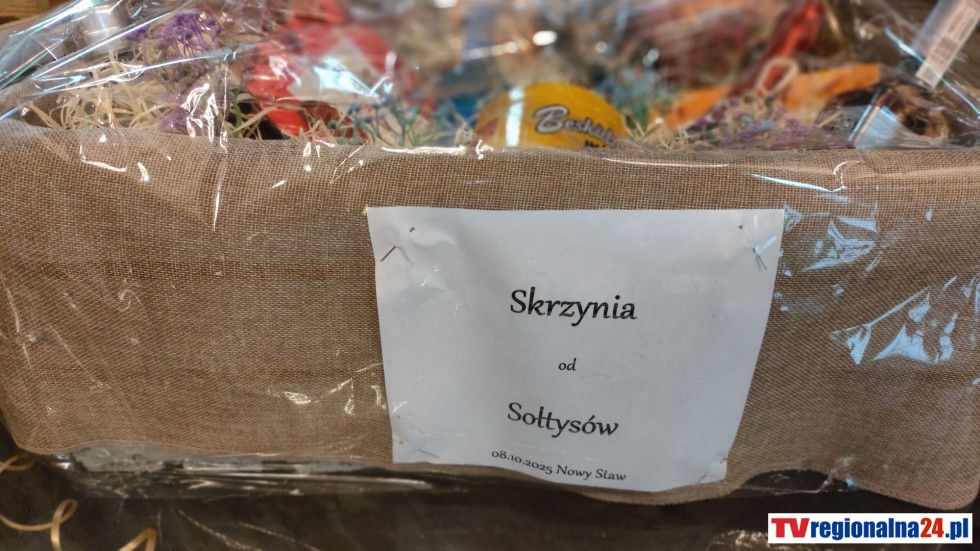 Skrzynia
od
Sołtysów
08.10.2025 Nowy Staw
TVregionalna24.pl